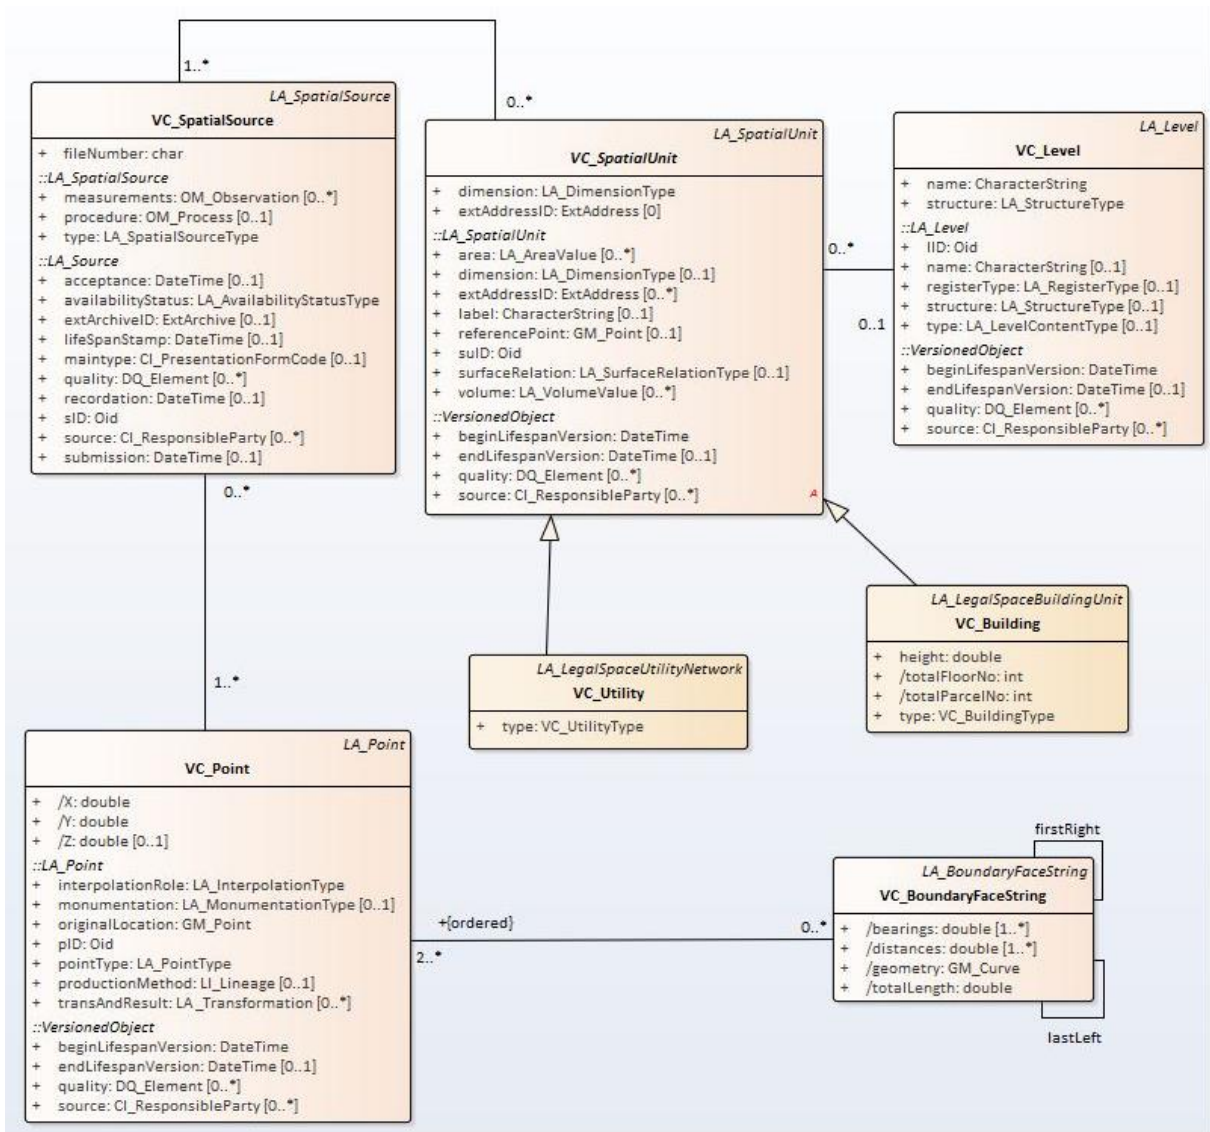 1..*
0..*
LA_SpatialSource
VC_SpatialSource
+ fileNumber: char
::LA_SpatialSource
+ measurements: OM_Observation [0..*]
+ procedure: OM_Process [0..1]
+ type: LA_SpatialSourceType
::LA_Source
+ acceptance: DateTime [0..1]
+ availabilityStatus: LA_AvailabilityStatusType
+ extArchiveID: ExtArchive [0..1]
+ lifeSpanStamp: DateTime [0..1]
+ maintype: CI_PresentationFormCode [0..1]
+ quality: DQ_Element [0..*]
+ recordation: DateTime [0..1]
+ sID: Oid
+ source: CI_ResponsibleParty [0..*]
+ submission: DateTime [0..1]
LA_SpatialUnit
VC_SpatialUnit
+ dimension: LA_DimensionType
+ extAddressID: ExtAddress [0]
::LA_SpatialUnit
+ area: LA_AreaValue [0..*]
+ dimension: LA_DimensionType [0..1]
+ extAddressID: ExtAddress [0..*]
+ label: CharacterString [0..1]
+ referencePoint: GM_Point [0..1]
+ suID: Oid
+ surfaceRelation: LA_SurfaceRelationType [0..1]
+ volume: LA_VolumeValue [0..*]
::VersionedObject
+ beginLifespanVersion: DateTime
+ endLifespanVersion: DateTime [0..1]
+ quality: DQ_Element [0..*]
+ source: CI_ResponsibleParty [0..*]
A
0..*
0..1
LA_Level
VC_Level
+ name: CharacterString
+ structure: LA_StructureType
::LA_Level
+ lID: Oid
+ name: CharacterString [0..1]
+ registerType: LA_RegisterType [0..1]
+ structure: LA_StructureType [0..1]
+ type: LA_LevelContentType [0..1]
::VersionedObject
+ beginLifespanVersion: DateTime
+ endLifespanVersion: DateTime [0..1]
+ quality: DQ_Element [0..*]
+ source: CI_ResponsibleParty [0..*]
0..*
1..*
LA_LegalSpaceUtilityNetwork
VC_Utility
+ type: VC_UtilityType
LA_LegalSpaceBuildingUnit
VC_Building
+ height: double
+ /totalFloorNo: int
+ /totalParcelNo: int
+ type: VC_BuildingType
LA_Point
VC_Point
+ /X: double
+ /Y: double
+ /Z: double [0..1]
::LA_Point
+ interpolationRole: LA_InterpolationType
+ monumentation: LA_MonumentationType [0..1]
+ originalLocation: GM_Point
+ pID: Oid
+ pointType: LA_PointType
+ productionMethod: LI_Lineage [0..1]
+ transAndResult: LA_Transformation [0..*]
::VersionedObject
+ beginLifespanVersion: DateTime
+ endLifespanVersion: DateTime [0..1]
+ quality: DQ_Element [0..*]
+ source: CI_ResponsibleParty [0..*]
+{ordered}
2..*
0..*
firstRight
LA_BoundaryFaceString
VC_BoundaryFaceString
+ /bearings: double [1..*]
+ /distances: double [1..*]
+ /geometry: GM_Curve
+ /totalLength: double
lastLeft